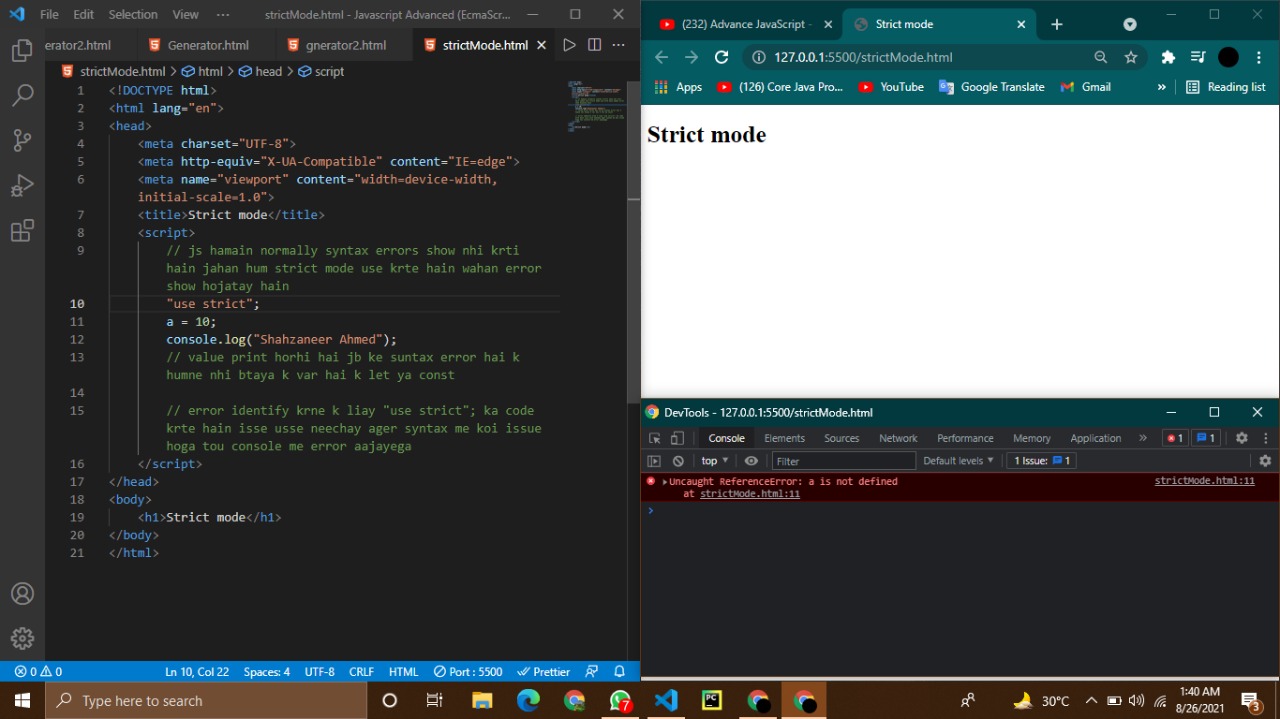 File Edit Selection View ··· strictMode.html - Javascript Advanced (EcmaScr...
erator2.html Generator.html gnerator2.html strictMode.html
strictMode.html > html > head > script
1 <!DOCTYPE html>
2 <html lang="en">
3 <head>
4 <meta charset="UTF-8">
5 <meta http-equiv="X-UA-Compatible" content="IE=edge">
6 <meta name="viewport" content="width=device-width,
initial-scale=1.0">
7 <title>Strict mode</title>
8 <script>
9 // js hamain normally syntax errors show nhi krti
hain jahan hum strict mode use krte hain wahan error
show hojatay hain
10 "use strict";
11 a = 10;
12 console.log("Shahzaneer Ahmed");
13 // value print horhi hai jb ke suntax error hai k
humne nhi btaya k var hai k let ya const
14
15 // error identify krne k liay "use strict"; ka code
krte hain isse usse neechay ager syntax me koi issue
hoga tou console me error aajayega
16 </script>
17 </head>
18 <body>
19 <h1>Strict mode</h1>
20 </body>
21 </html>
0 0 Ln 10, Col 22 Spaces: 4 UTF-8 CRLF HTML Port : 5500 Prettier
(232) Advance JavaScript - Strict mode
127.0.0.1:5500/strictMode.html
Apps (126) Core Java Pro... YouTube Google Translate Gmail » Reading list
Strict mode
DevTools - 127.0.0.1:5500/strictMode.html
Console Elements Sources Network Performance Memory Application » 1 1
top Filter Default levels 1 Issue: 1
Uncaught ReferenceError: a is not defined strictMode.html:11
at strictMode.html:11
Type here to search 7 PC 30°C 1:40 AM
8/26/2021 3